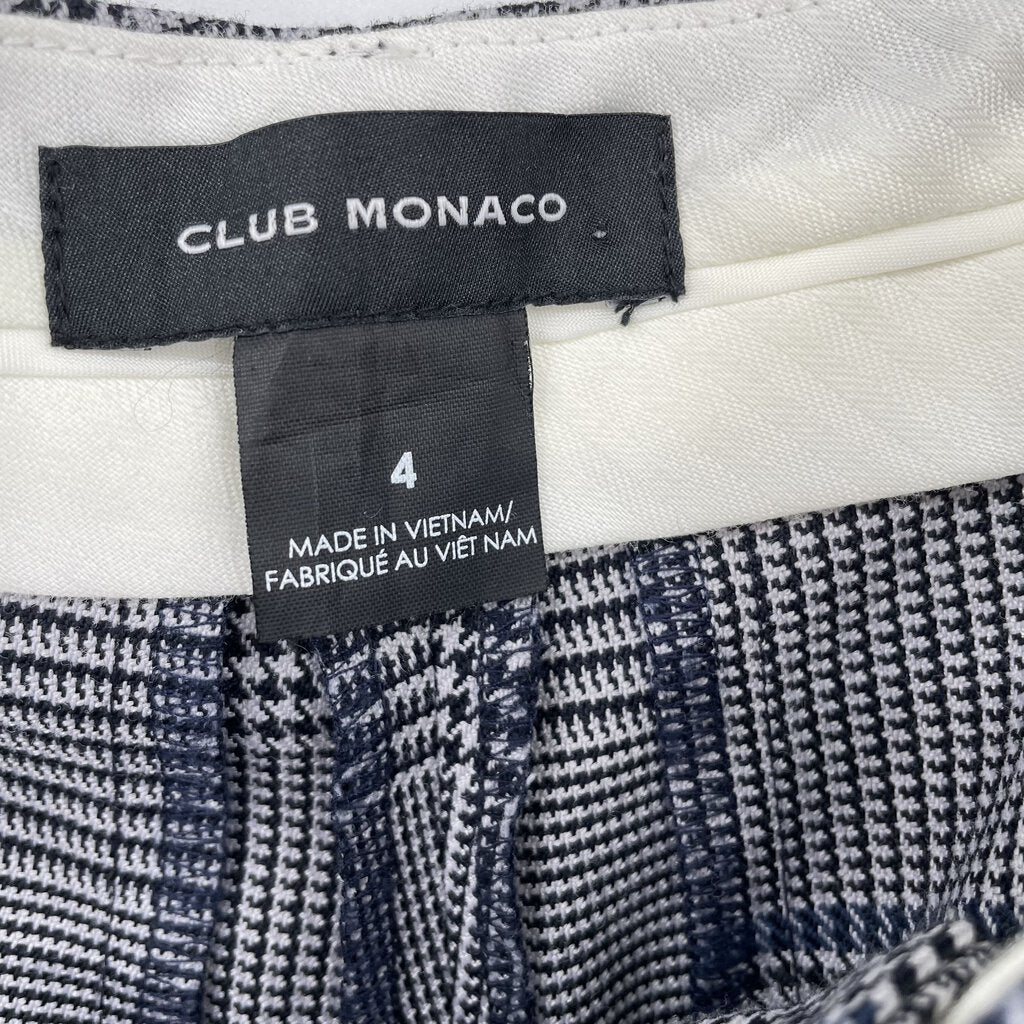 CLUB MONACO
4
MADE IN VIETNAM/
FABRIQUÉ AU VIÊT NAM